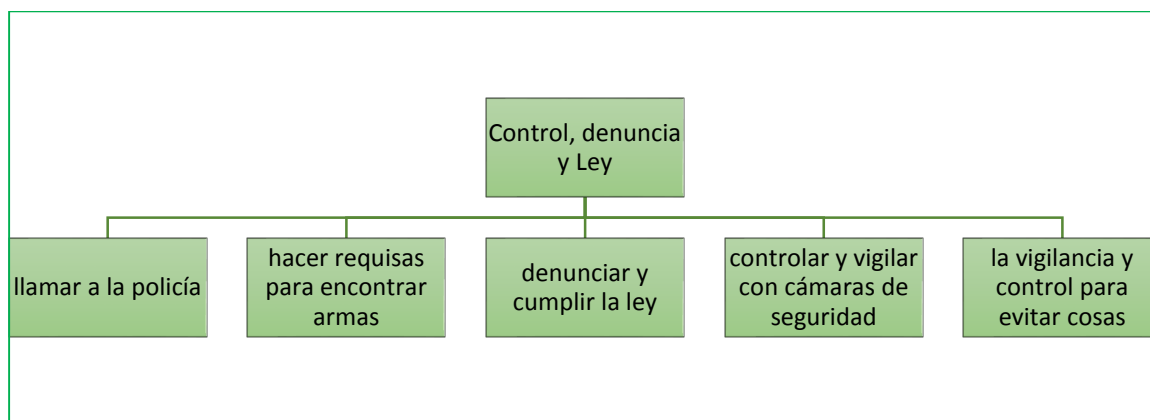 Control, denuncia
y Ley
llamar a la policía
hacer requisas
para encontrar
armas
denunciar y
cumplir la ley
controlar y vigilar
con cámaras de
seguridad
la vigilancia y
control para
evitar cosas